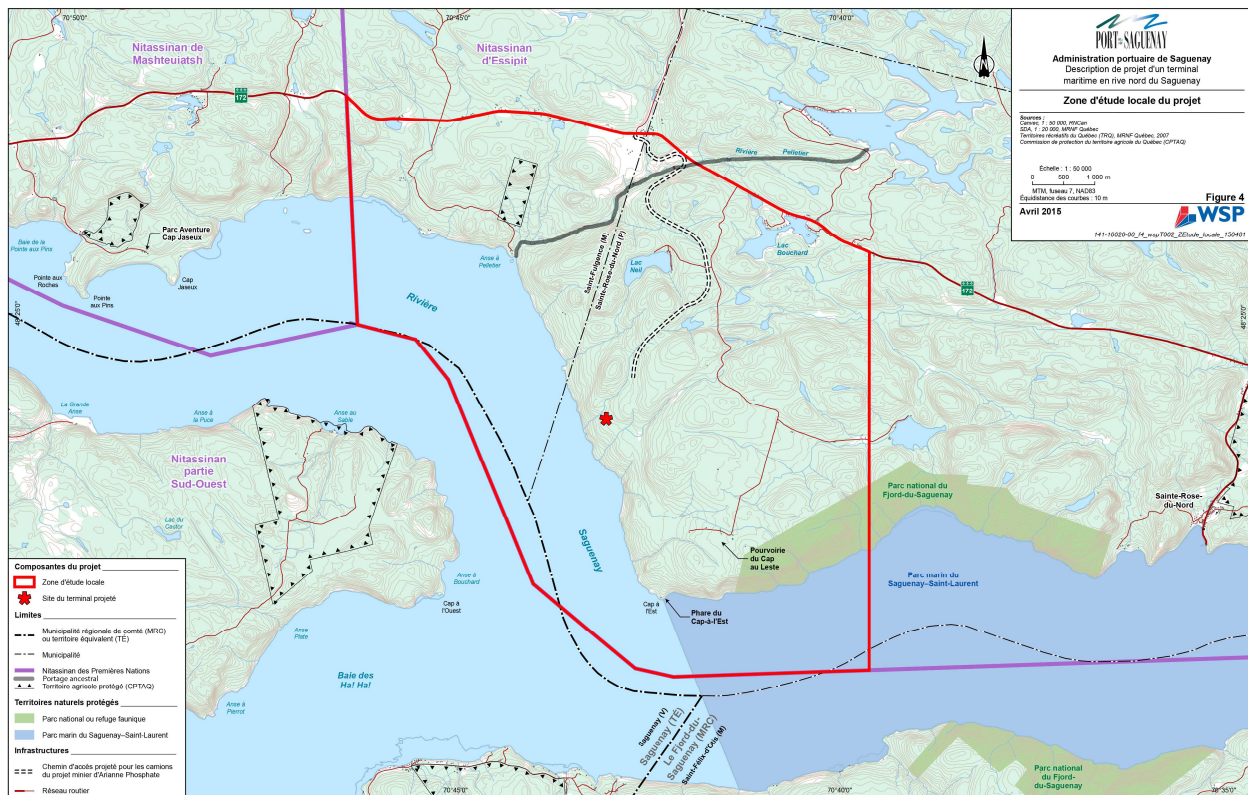 70°50'0"
70°45'0"
70°40'0"
Nitassinan de
Mashteuiatsh
Nitassinan
d'Essipit
172
Rivière Pelletier
Parc Aventure
Cap Jaseux
Baie de la
Pointe aux Pins
Pointe aux
Roches
Pointe
aux Pins
Cap
Jaseux
Anse à
Pelletier
Saint-Fulgence (M)
Sainte-Rose-du-Nord (P)
Lac
Neil
Lac
Bouchard
172
Rivière
48°25'0"
48°25'0"
La Grande
Anse
Anse à
la Puce
Anse au
Sable
Nitassinan
partie
Sud-Ouest
Lac du
Castor
Saguenay
Parc national du
Fjord-du-Saguenay
Sainte-Rose-
du-Nord
Pourvoirie
du Cap
au Leste
Parc marin du
Saguenay–Saint-Laurent
Anse à
Bouchard
Cap à
l'Ouest
Cap à
l'Est
Phare du
Cap-à-l'Est
Anse
Plate
Anse à
Pierrot
Baie des
Ha! Ha!
Saguenay (V)
Saguenay (TÉ)
Le Fjord-du-
Saguenay (MRC)
Saint-Félix-d'Otis (M)
Parc national
du Fjord-
du-Saguenay
70°45'0"
70°40'0"
70°35'0"
PORT SAGUENAY
Administration portuaire de Saguenay
Description de projet d'un terminal
maritime en rive nord du Saguenay
Zone d'étude locale du projet
Sources :
Canvec, 1 : 50 000, RNCan
SDA, 1 : 20 000, MRNF Québec
Territoires récréatifs du Québec (TRQ), MRNF Québec, 2007
Commission de protection du territoire agricole du Québec (CPTAQ)
Échelle : 1 : 50 000
0 500 1 000 m
MTM, fuseau 7, NAD83
Équidistance des courbes : 10 m
Figure 4
Avril 2015
WSP
Composantes du projet
Zone d'étude locale
Site du terminal projeté
Limites
Municipalité régionale de comté (MRC)
ou territoire équivalent (TÉ)
Municipalité
Nitassinan des Premières Nations
Portage ancestral
Territoire agricole protégé (CPTAQ)
Territoires naturels protégés
Parc national ou refuge faunique
Parc marin du Saguenay–Saint-Laurent
Infrastructures
Chemin d'accès projeté pour les camions
du projet minier d'Arianne Phosphate
Réseau routier